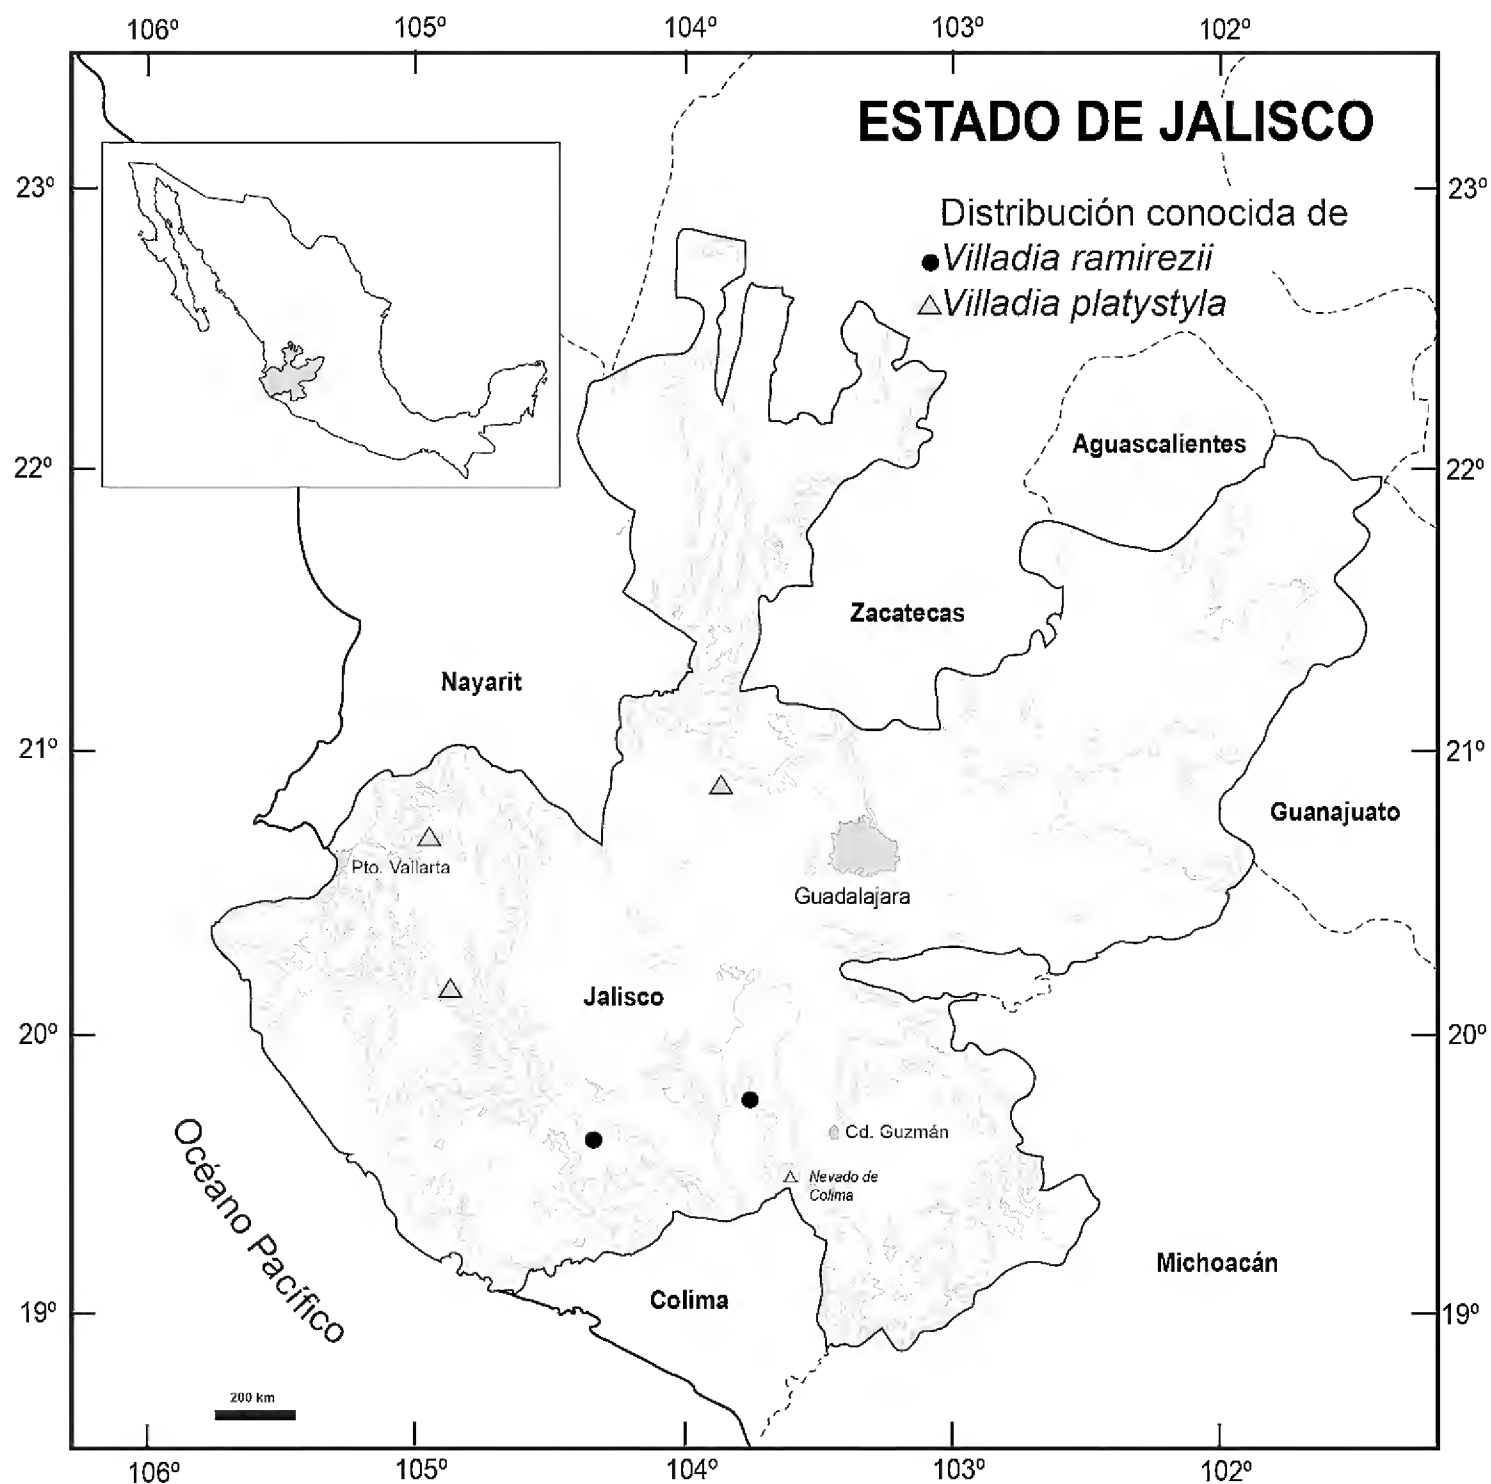 106º 105º 104º 103º 102º
ESTADO DE JALISCO
23º 23º
Distribución conocida de
Villadia ramirezii
Villadia platystyla
Aguascalientes
22º 22º
Zacatecas
Nayarit
21º 21º
Guanajuato
Pto. Vallarta
Guadalajara
Jalisco
20º 20º
Cd. Guzmán
Nevado de
Colima
Océano Pacífico
Michoacán
Colima
19º 19º
200 km
106º 105º 104º 103º 102º